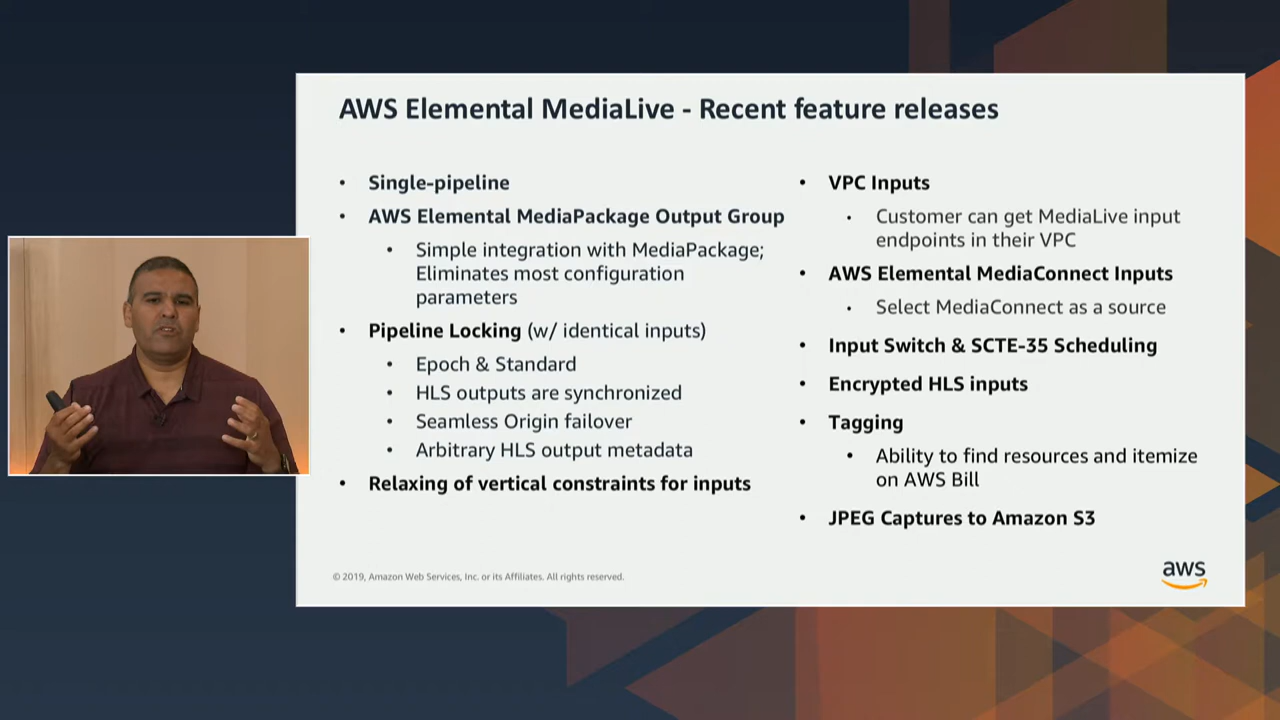 AWS Elemental MediaLive - Recent feature releases
• Single-pipeline
• AWS Elemental MediaPackage Output Group
• Simple integration with MediaPackage;
Eliminates most configuration
parameters
• Pipeline Locking (w/ identical inputs)
• Epoch & Standard
• HLS outputs are synchronized
• Seamless Origin failover
• Arbitrary HLS output metadata
• Relaxing of vertical constraints for inputs
• VPC Inputs
• Customer can get MediaLive input
endpoints in their VPC
• AWS Elemental MediaConnect Inputs
• Select MediaConnect as a source
• Input Switch & SCTE-35 Scheduling
• Encrypted HLS inputs
• Tagging
• Ability to find resources and itemize
on AWS Bill
• JPEG Captures to Amazon S3
© 2019, Amazon Web Services, Inc. or its Affiliates. All rights reserved.
aws